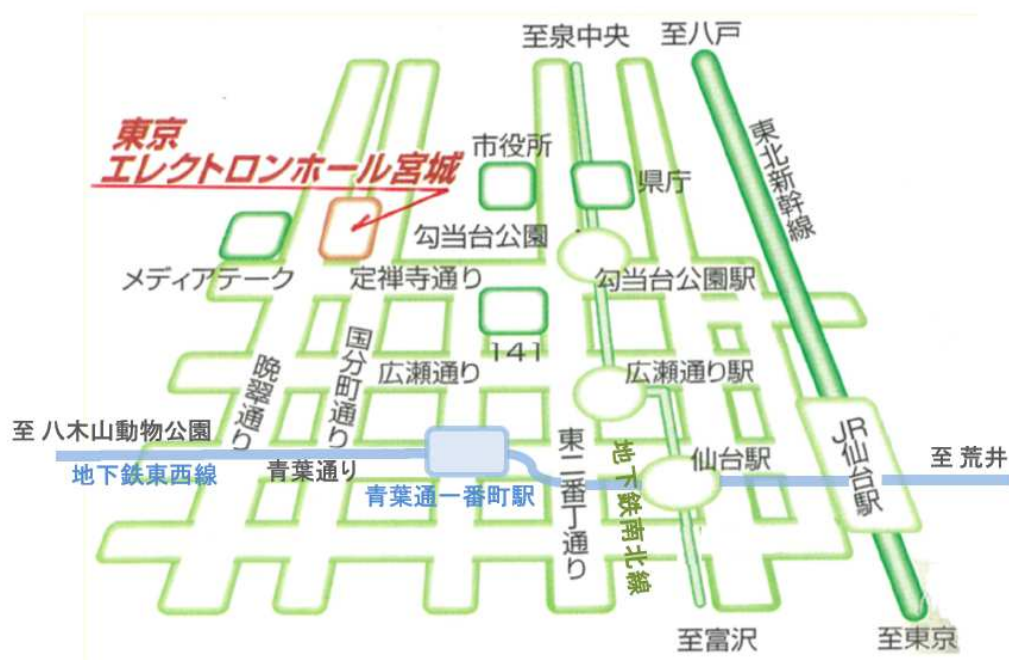 至泉中央
至八戸
東京
エレクトロンホール宮城
市役所
県庁
東北新幹線
勾当台公園
メディアテーク
定禅寺通り
勾当台公園駅
141
国分町通り
晩翠通り
広瀬通り
広瀬通り駅
至 八木山動物公園
地下鉄東西線
青葉通り
青葉通一番町駅
東二番丁通り
地下鉄南北線
仙台駅
JR仙台駅
至 荒井
至富沢
至東京